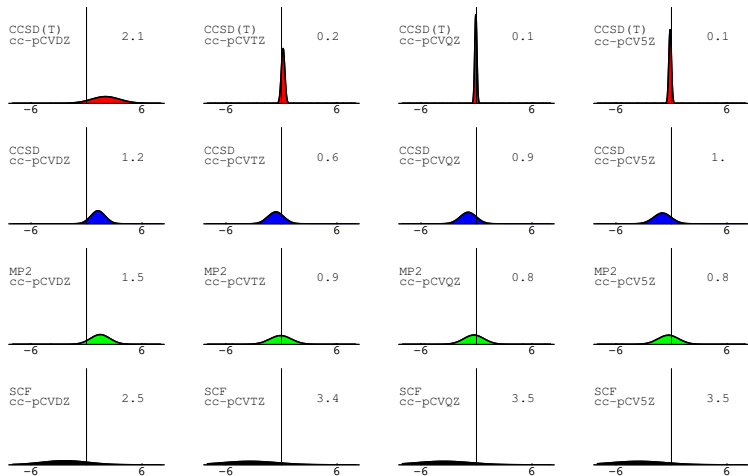 CCSD(T)
cc-pCVDZ
2.1
-6 6
CCSD(T)
cc-pCVTZ
0.2
-6 6
CCSD(T)
cc-pCVQZ
0.1
-6 6
CCSD(T)
cc-pCV5Z
0.1
-6 6
CCSD
cc-pCVDZ
1.2
-6 6
CCSD
cc-pCVTZ
0.6
-6 6
CCSD
cc-pCVQZ
0.9
-6 6
CCSD
cc-pCV5Z
1.
-6 6
MP2
cc-pCVDZ
1.5
-6 6
MP2
cc-pCVTZ
0.9
-6 6
MP2
cc-pCVQZ
0.8
-6 6
MP2
cc-pCV5Z
0.8
-6 6
SCF
cc-pCVDZ
2.5
-6 6
SCF
cc-pCVTZ
3.4
-6 6
SCF
cc-pCVQZ
3.5
-6 6
SCF
cc-pCV5Z
3.5
-6 6